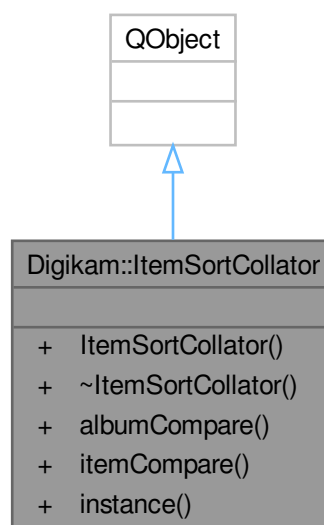 QObject
Digikam::ItemSortCollator
+ ItemSortCollator()
+ ~ItemSortCollator()
+ albumCompare()
+ itemCompare()
+ instance()